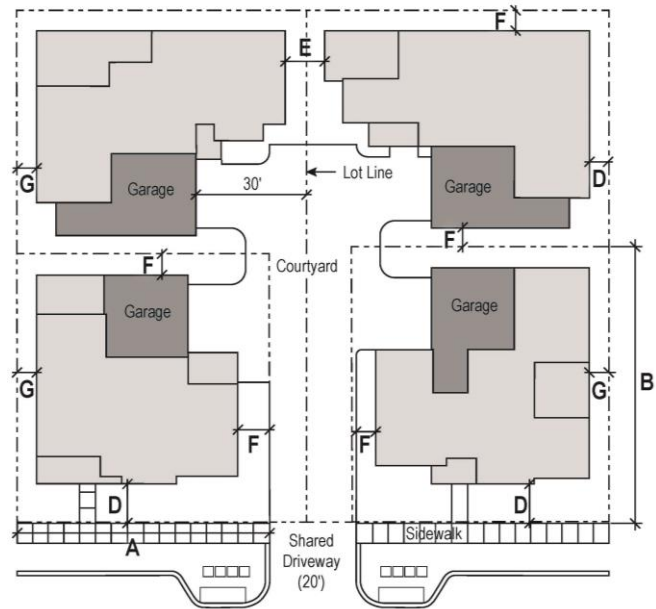 F
E
G
Garage
30'
Lot Line
Garage
D
F
F
Courtyard
Garage
Garage
B
G
F
F
G
D
D
A
Shared
Driveway
(20')
Sidewalk